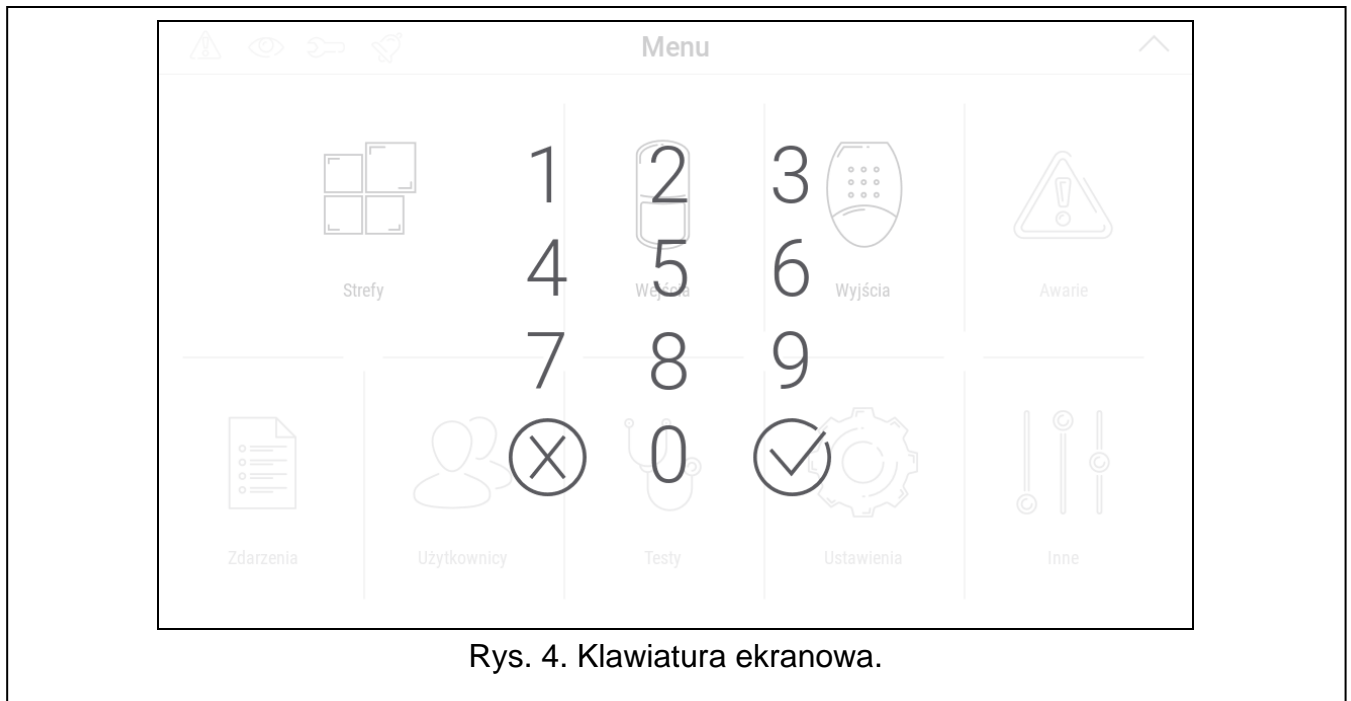 Menu
1 2 3
4 5 6
Strefy Wejścia Wyjścia Awarie
7 8 9
0
Zdarzenia Użytkownicy Testy Ustawienia Inne
Rys. 4. Klawiatura ekranowa.